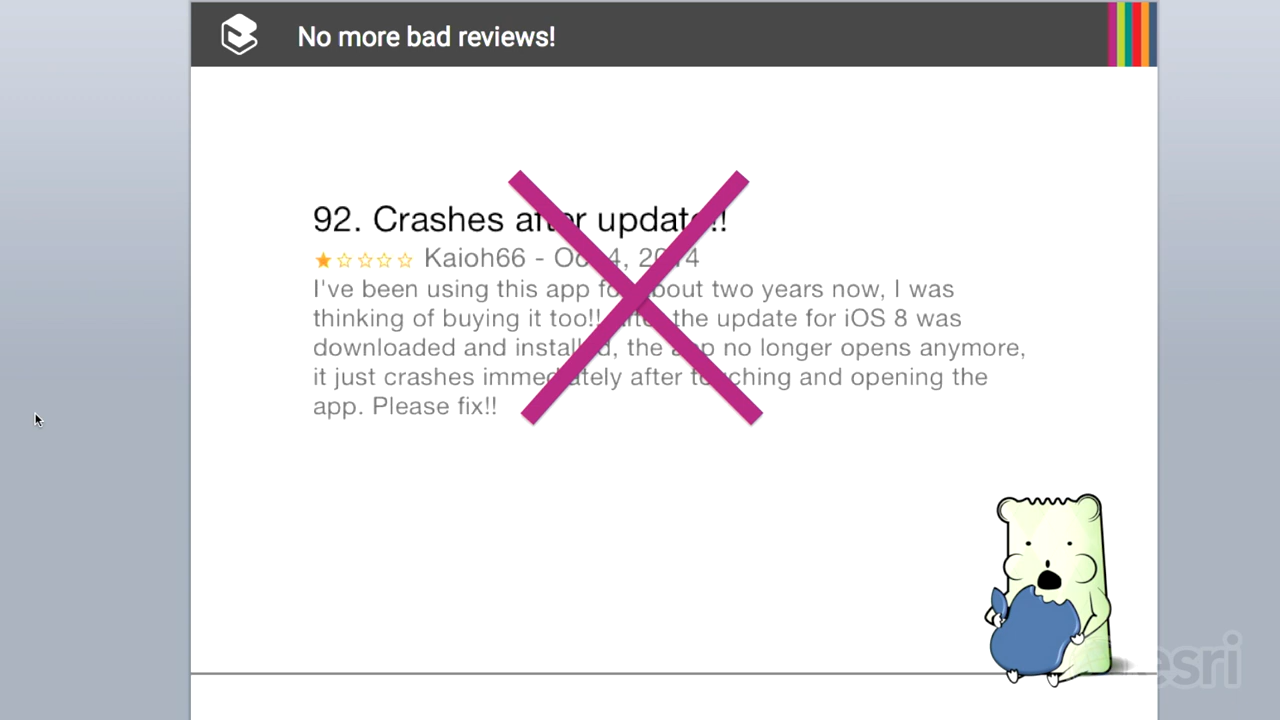 No more bad reviews!
92. Crashes after update!!
Kaioh66 - Oct 4, 2014
I've been using this app for about two years now, I was
thinking of buying it too!! After the update for iOS 8 was
downloaded and installed, the app no longer opens anymore,
it just crashes immediately after touching and opening the
app. Please fix!!
esri